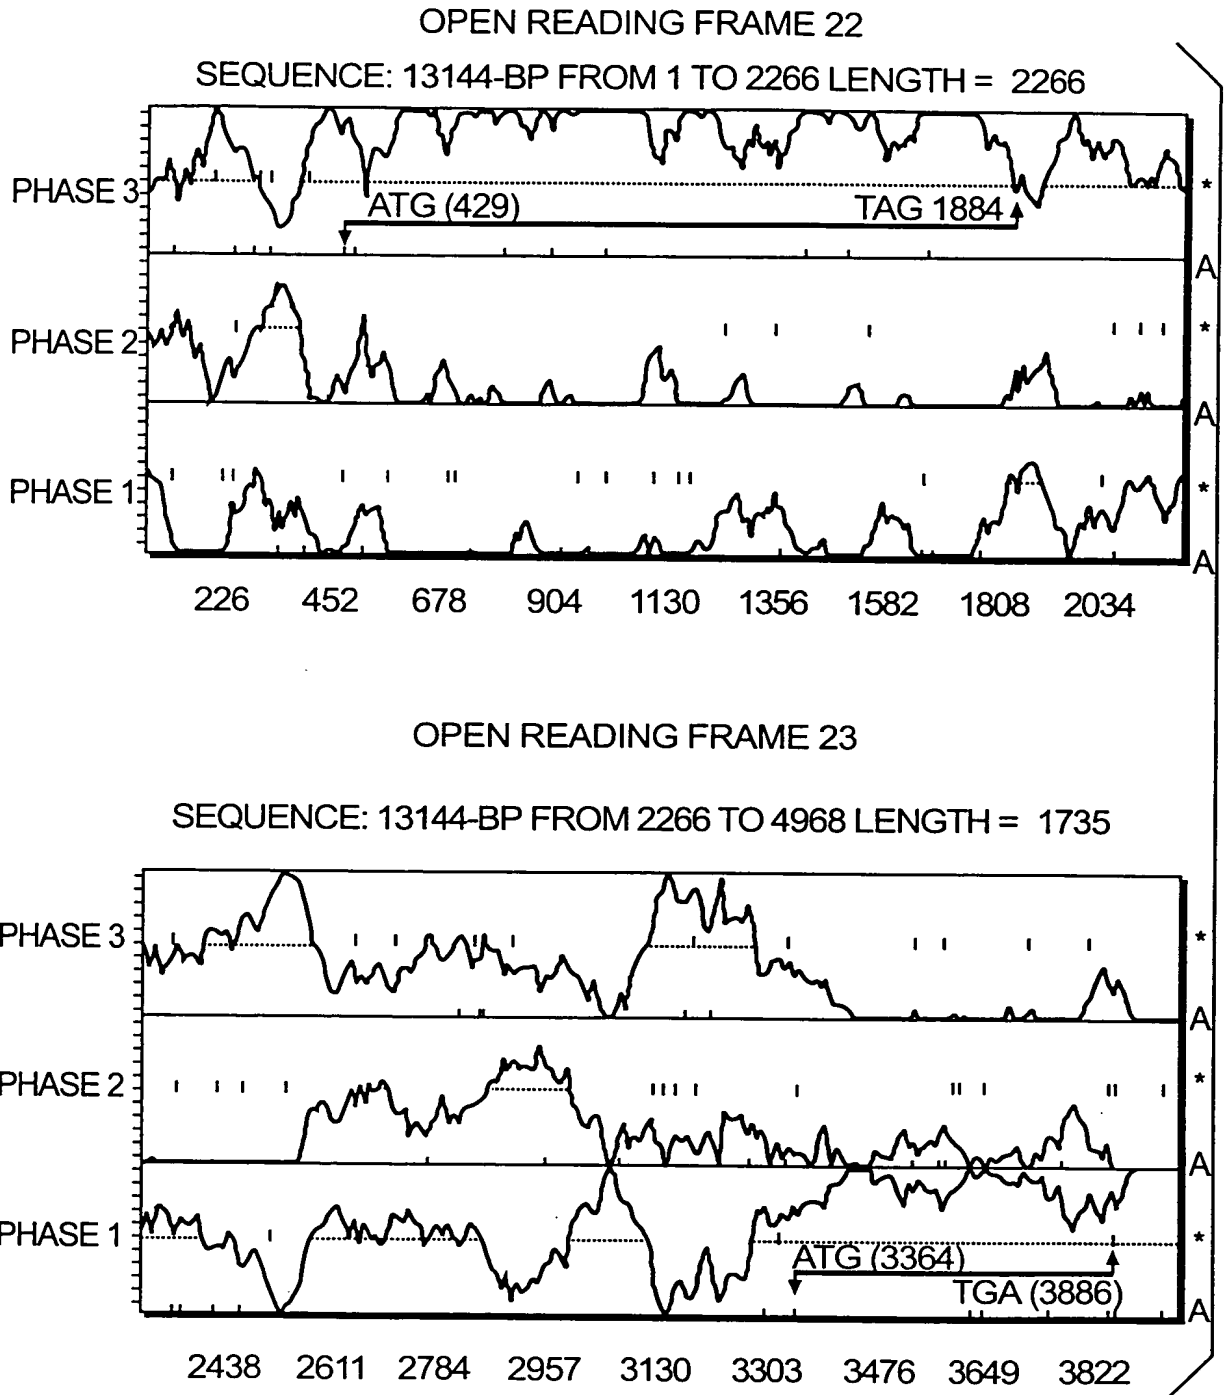 OPEN READING FRAME 22
SEQUENCE: 13144-BP FROM 1 TO 2266 LENGTH = 2266
PHASE 3
*
ATG (429)
TAG 1884
A
PHASE 2
*
A
PHASE 1
*
A
226 452 678 904 1130 1356 1582 1808 2034
OPEN READING FRAME 23
SEQUENCE: 13144-BP FROM 2266 TO 4968 LENGTH = 1735
PHASE 3
*
A
PHASE 2
*
A
PHASE 1
*
ATG (3364)
TGA (3886)
A
2438 2611 2784 2957 3130 3303 3476 3649 3822